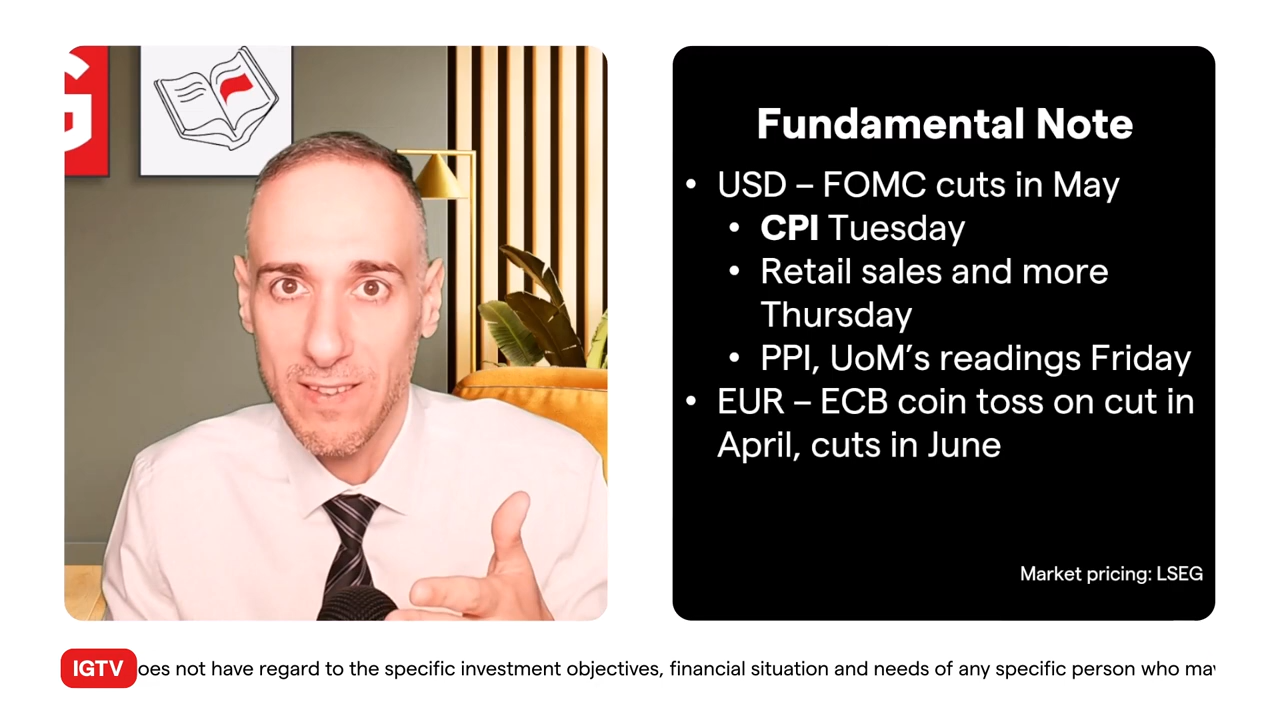 G
Fundamental Note
• USD – FOMC cuts in May
• CPI Tuesday
• Retail sales and more
Thursday
• PPI, UoM’s readings Friday
• EUR – ECB coin toss on cut in
April, cuts in June
Market pricing: LSEG
IGTV oes not have regard to the specific investment objectives, financial situation and needs of any specific person who may